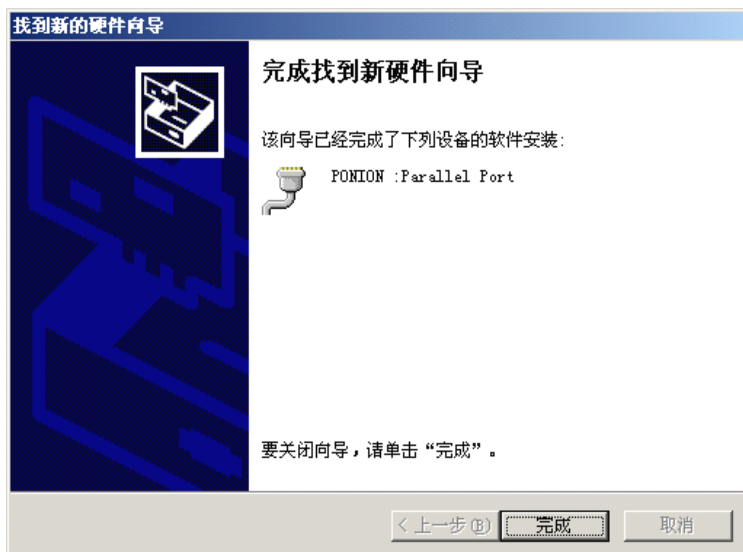 找到新的硬件向导
完成找到新硬件向导
该向导已经完成了下列设备的软件安装:
PONION :Parallel Port
要关闭向导，请单击“完成”。
< 上一步(B)
完成
取消